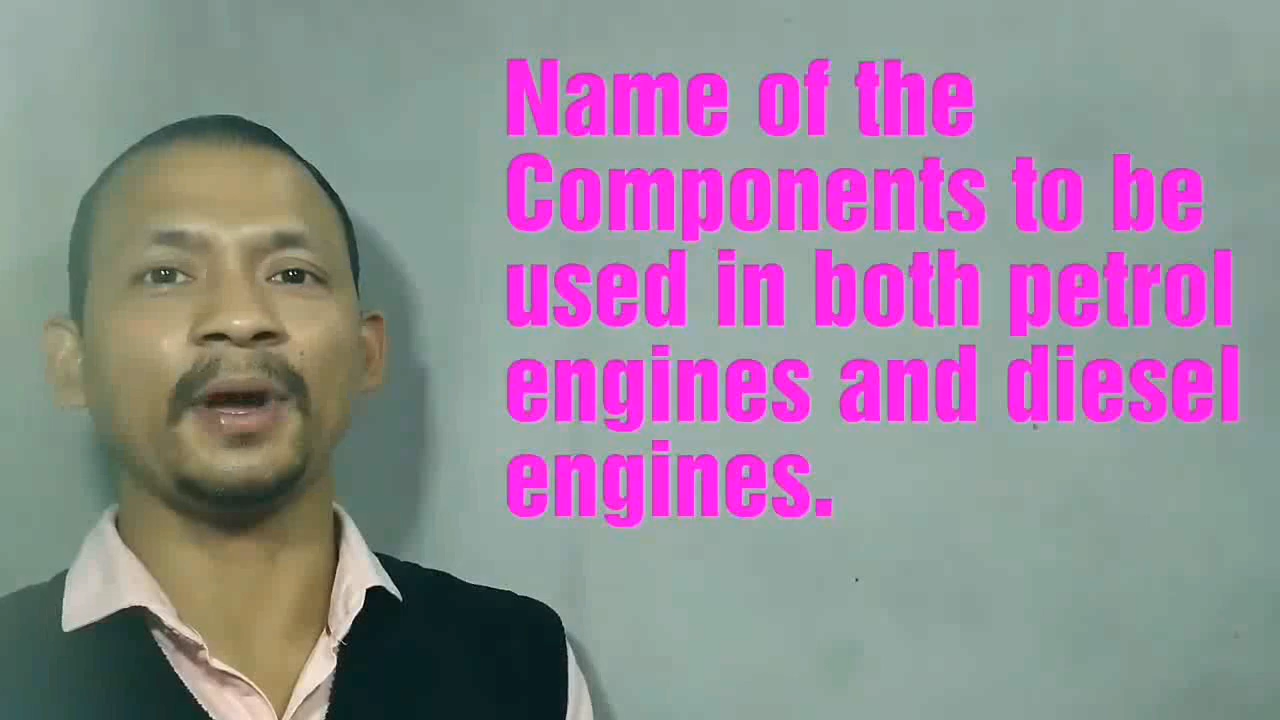 Name of the
Components to be
used in both petrol
engines and diesel
engines.